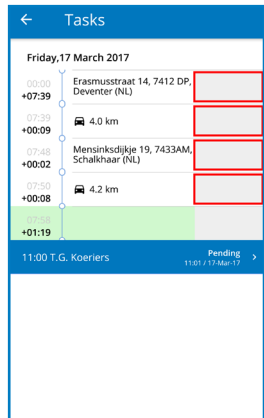 Tasks
Friday,17 March 2017
00:00
+07:39
Erasmusstraat 14, 7412 DP,
Deventer (NL)
07:39
+00:09
4.0 km
07:48
+00:02
Mensinksdijkje 19, 7433AM,
Schalkhaar (NL)
07:50
+00:08
4.2 km
07:58
+01:19
11:00 T.G. Koeriers
Pending
11:01 / 17-Mar-17